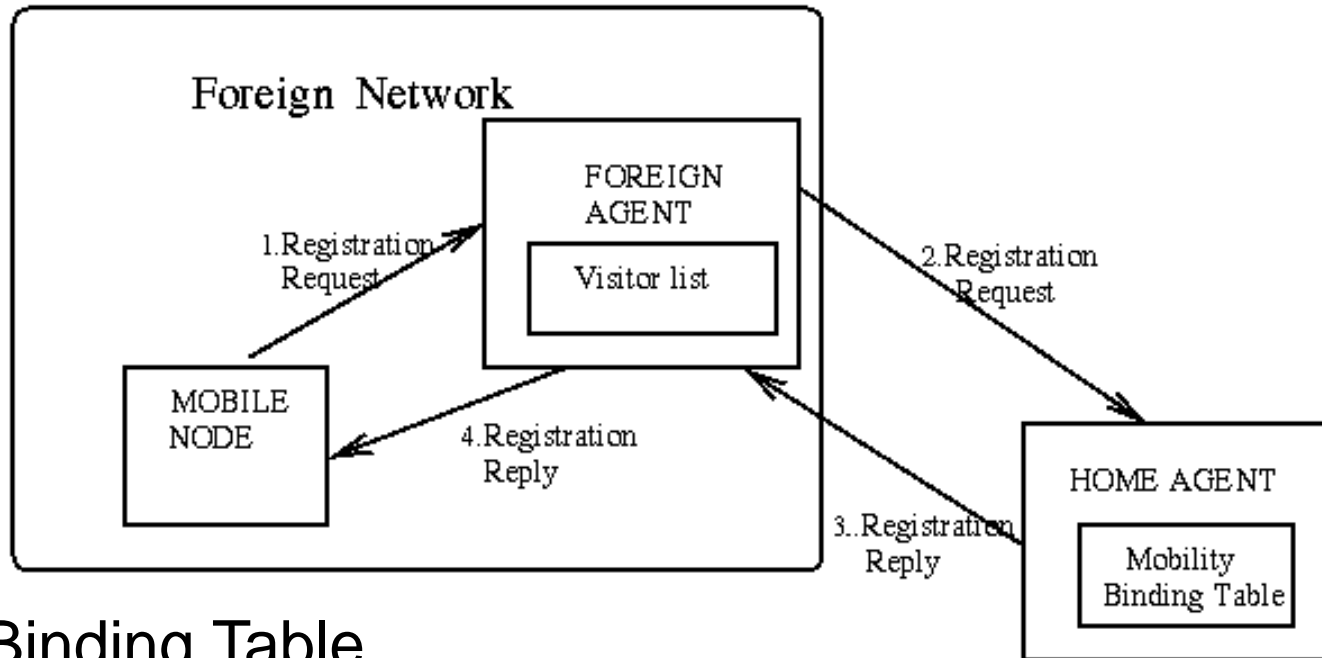 Foreign Network
FOREIGN
AGENT
Visitor list
1.Registration
Request
2.Registration
Request
MOBILE
NODE
4.Registration
Reply
3..Registration
Reply
HOME AGENT
Mobility
Binding Table
Binding Table